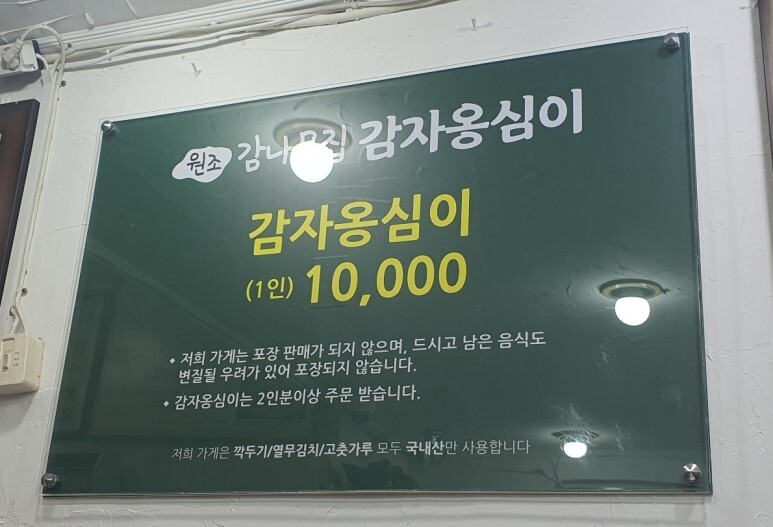 원조 감나무집 감자옹심이
감자옹심이
(1인) 10,000
◆ 저희 가게는 포장 판매가 되지 않으며, 드시고 남은 음식도
변질될 우려가 있어 포장되지 않습니다.
◆ 감자옹심이는 2인분이상 주문 받습니다.
저희 가게은 깍두기/열무김치/고춧가루 모두 국내산만 사용합니다